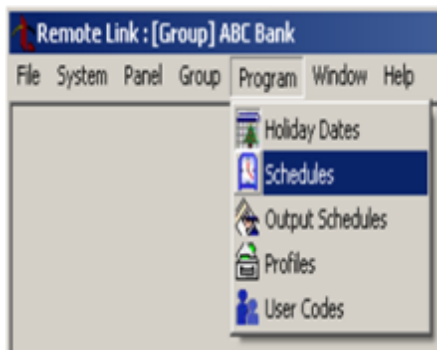 Remote Link : [Group] ABC Bank
File System Panel Group Program Window Help
Holiday Dates
Schedules
Output Schedules
Profiles
User Codes